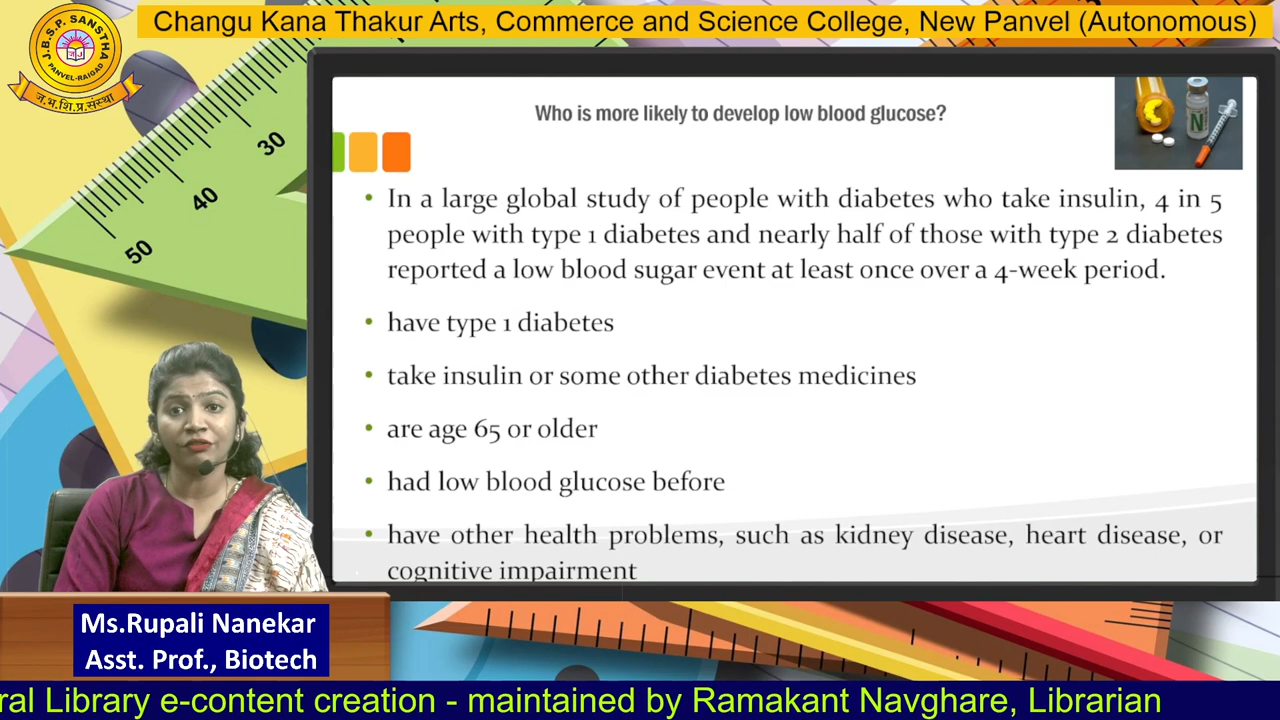 Changu Kana Thakur Arts, Commerce and Science College, New Panvel (Autonomous)
J.B.S.P. SANSTHA
PANVEL-RAIGAD
ज.भ.शि.प्र.संस्था
30
40
50
Who is more likely to develop low blood glucose?
N
• In a large global study of people with diabetes who take insulin, 4 in 5
people with type 1 diabetes and nearly half of those with type 2 diabetes
reported a low blood sugar event at least once over a 4-week period.
• have type 1 diabetes
• take insulin or some other diabetes medicines
• are age 65 or older
• had low blood glucose before
• have other health problems, such as kidney disease, heart disease, or
cognitive impairment
Ms.Rupali Nanekar
Asst. Prof., Biotech
ral Library e-content creation - maintained by Ramakant Navghare, Librarian